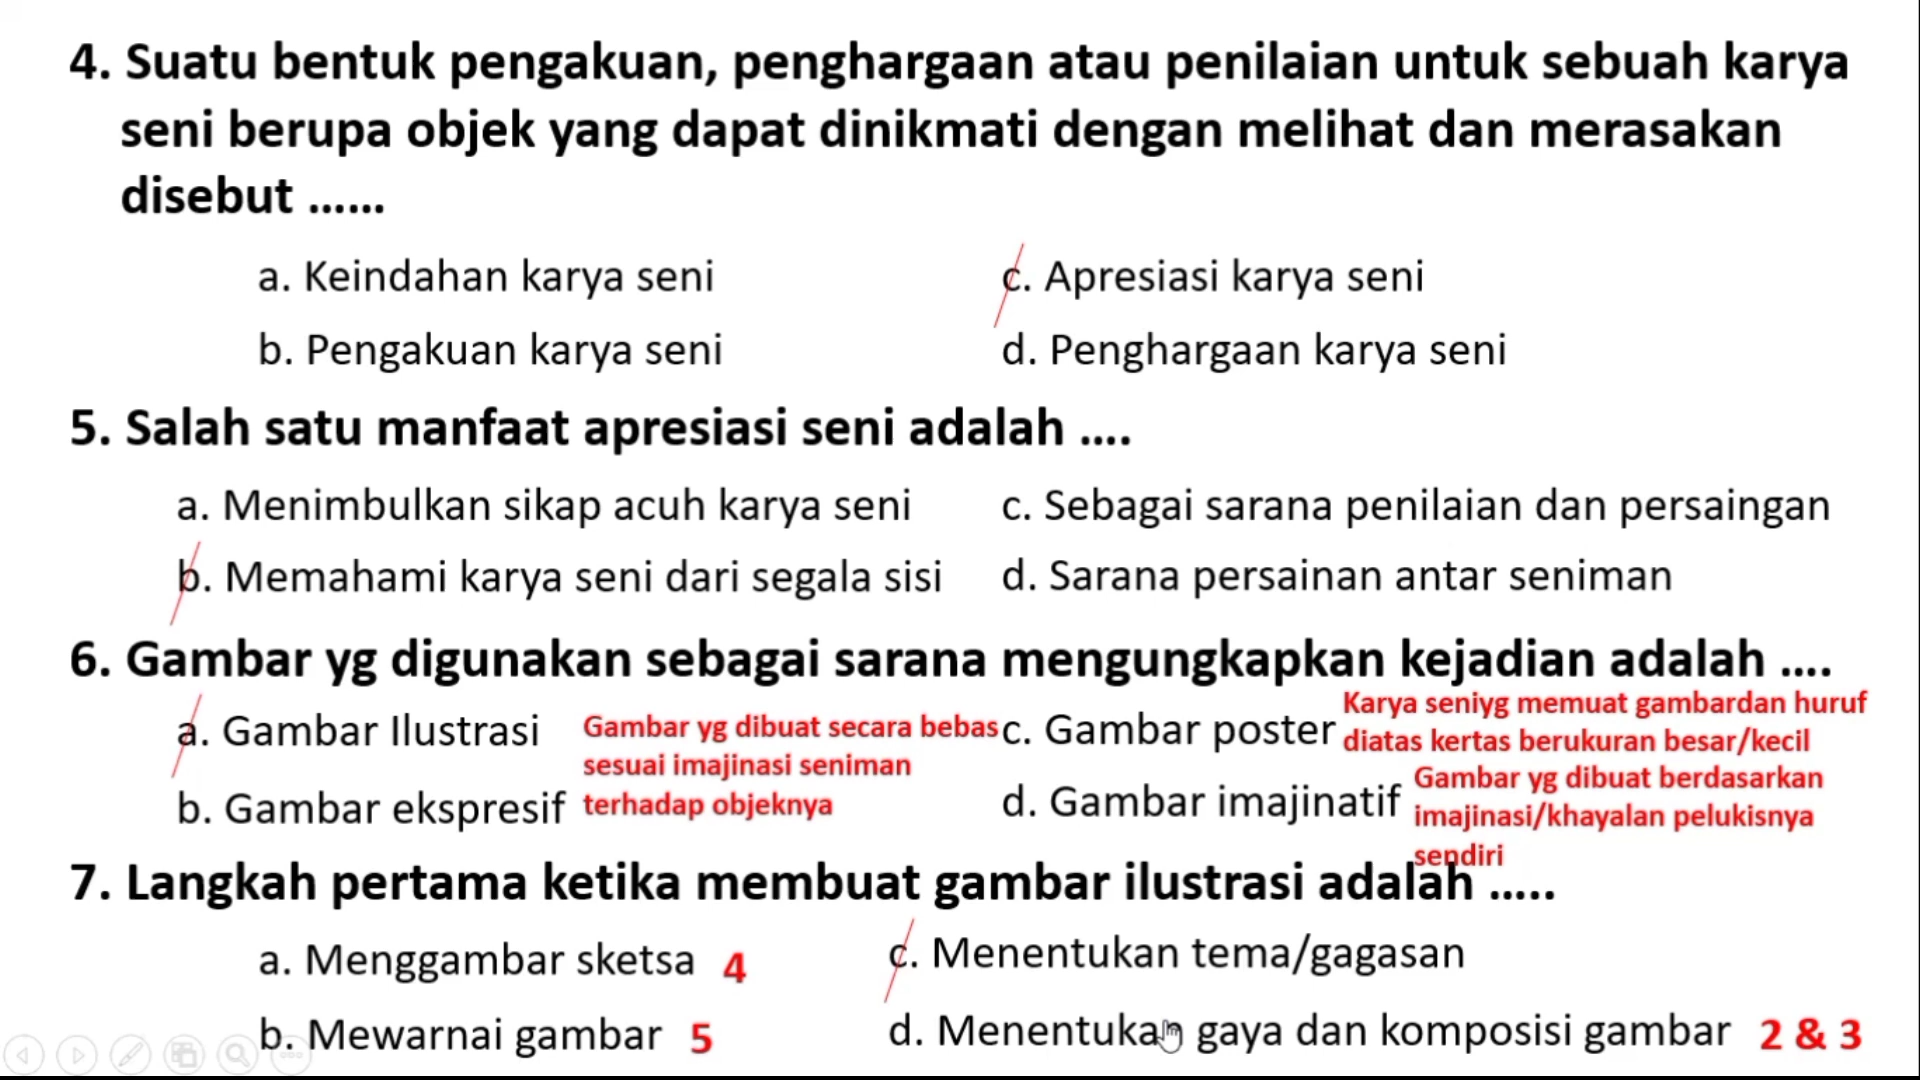 4. Suatu bentuk pengakuan, penghargaan atau penilaian untuk sebuah karya
seni berupa objek yang dapat dinikmati dengan melihat dan merasakan
disebut ......
a. Keindahan karya seni
c. Apresiasi karya seni
b. Pengakuan karya seni
d. Penghargaan karya seni
5. Salah satu manfaat apresiasi seni adalah ....
a. Menimbulkan sikap acuh karya seni
c. Sebagai sarana penilaian dan persaingan
b. Memahami karya seni dari segala sisi
d. Sarana persainan antar seniman
6. Gambar yg digunakan sebagai sarana mengungkapkan kejadian adalah ....
a. Gambar Ilustrasi
b. Gambar ekspresif
Gambar yg dibuat secara bebas
sesuai imajinasi seniman
terhadap objeknya
c. Gambar poster
Karya seniyg memuat gambardan huruf
diatas kertas berukuran besar/kecil
d. Gambar imajinatif
Gambar yg dibuat berdasarkan
imajinasi/khayalan pelukisnya
sendiri
7. Langkah pertama ketika membuat gambar ilustrasi adalah .....
a. Menggambar sketsa 4
c. Menentukan tema/gagasan
b. Mewarnai gambar 5
d. Menentukan gaya dan komposisi gambar 2 & 3